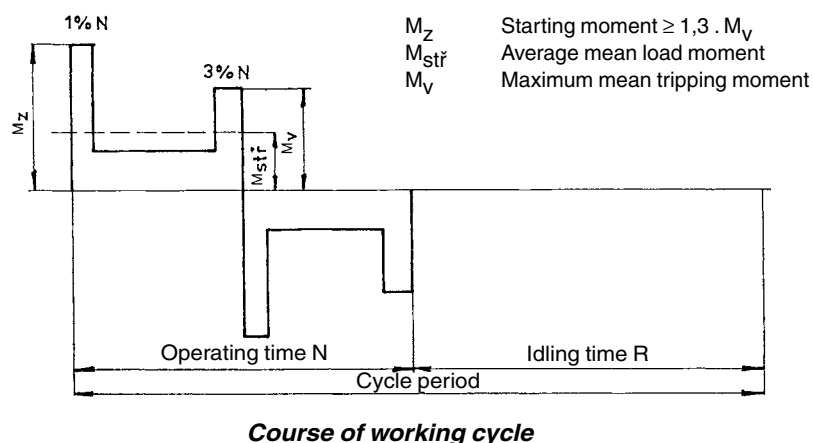 1% N
3% N
M_Z
M_stř
M_V
M_Z Starting moment ≥ 1,3 . M_V
M_stř Average mean load moment
M_V Maximum mean tripping moment
Operating time N
Idling time R
Cycle period
Course of working cycle